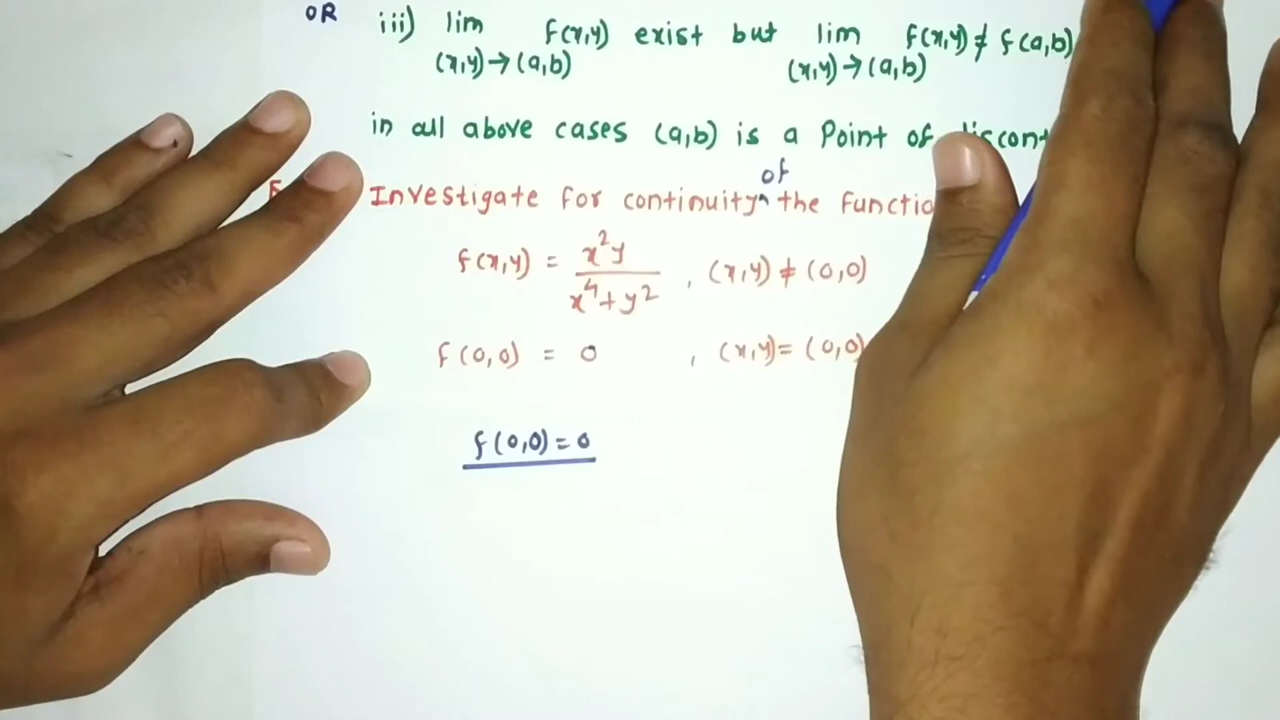 OR iii) lim f(x,y) exist but lim f(x,y) ≠ f(a,b)
(x,y)→(a,b) (x,y)→(a,b)
in all above cases (a,b) is a Point of
Investigate for continuity of the
f(x,y) = x²y / x⁴+y² , (x,y) ≠ (0,0)
f(0,0) = 0 , (x,y) = (0,0)
f(0,0) = 0